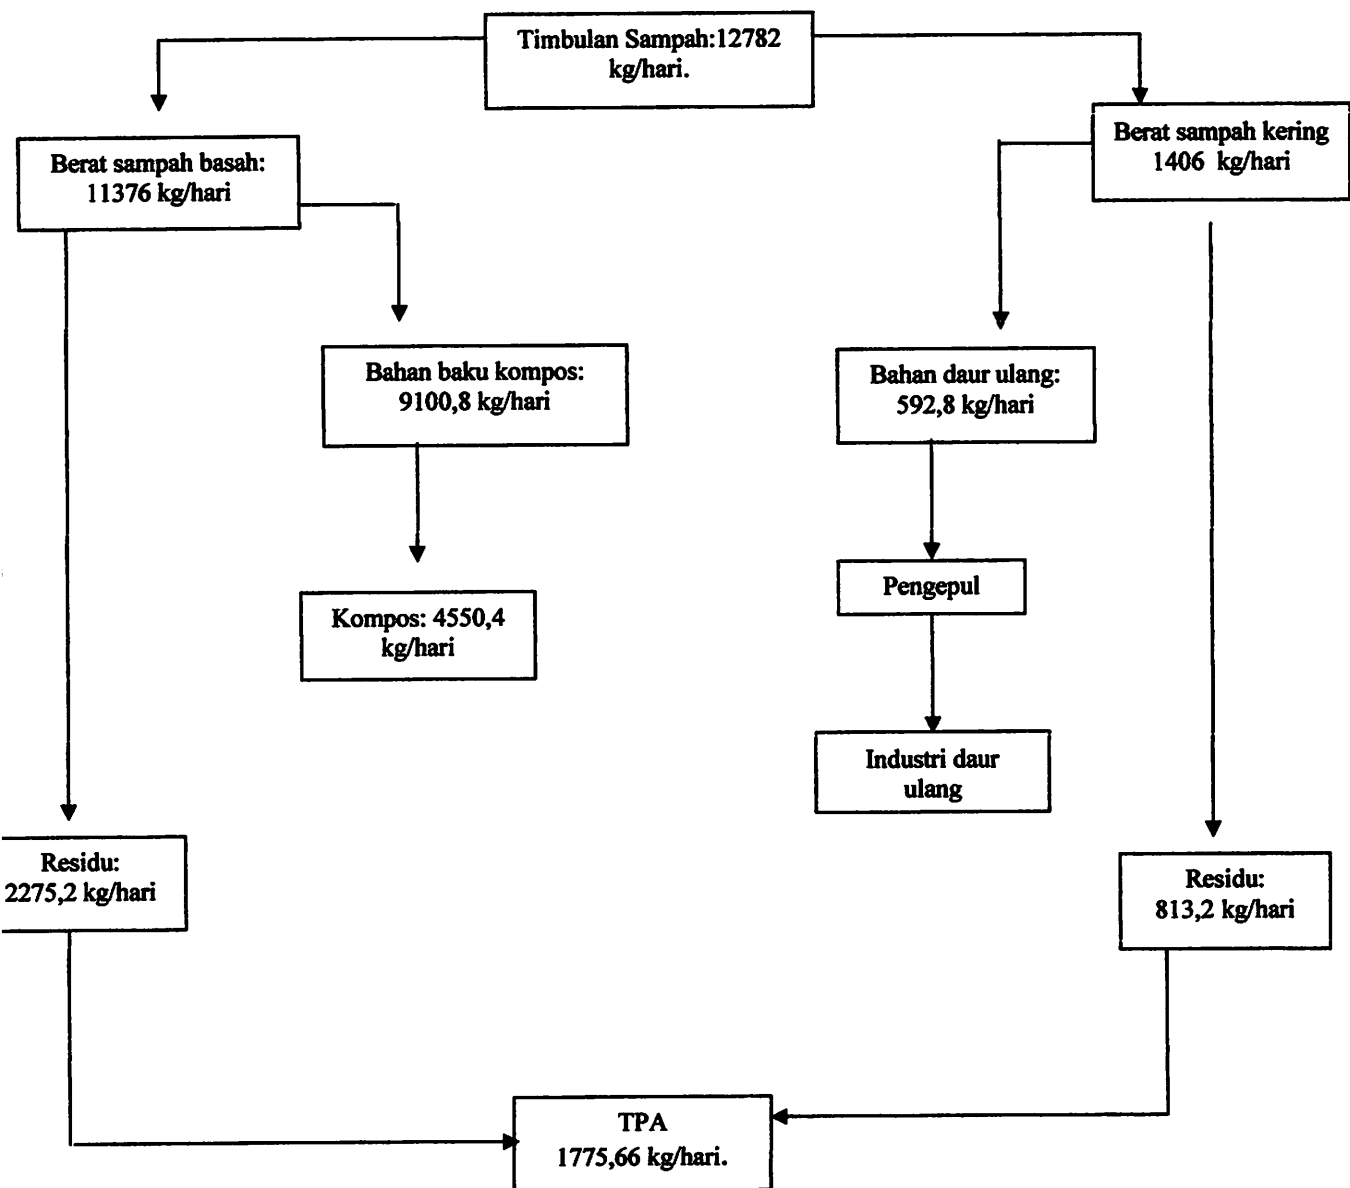 Timbulan Sampah:12782
kg/hari.
Berat sampah basah:
11376 kg/hari
Berat sampah kering
1406 kg/hari
Bahan baku kompos:
9100,8 kg/hari
Bahan daur ulang:
592,8 kg/hari
Kompos: 4550,4
kg/hari
Pengepul
Industri daur
ulang
Residu:
2275,2 kg/hari
Residu:
813,2 kg/hari
TPA
1775,66 kg/hari.